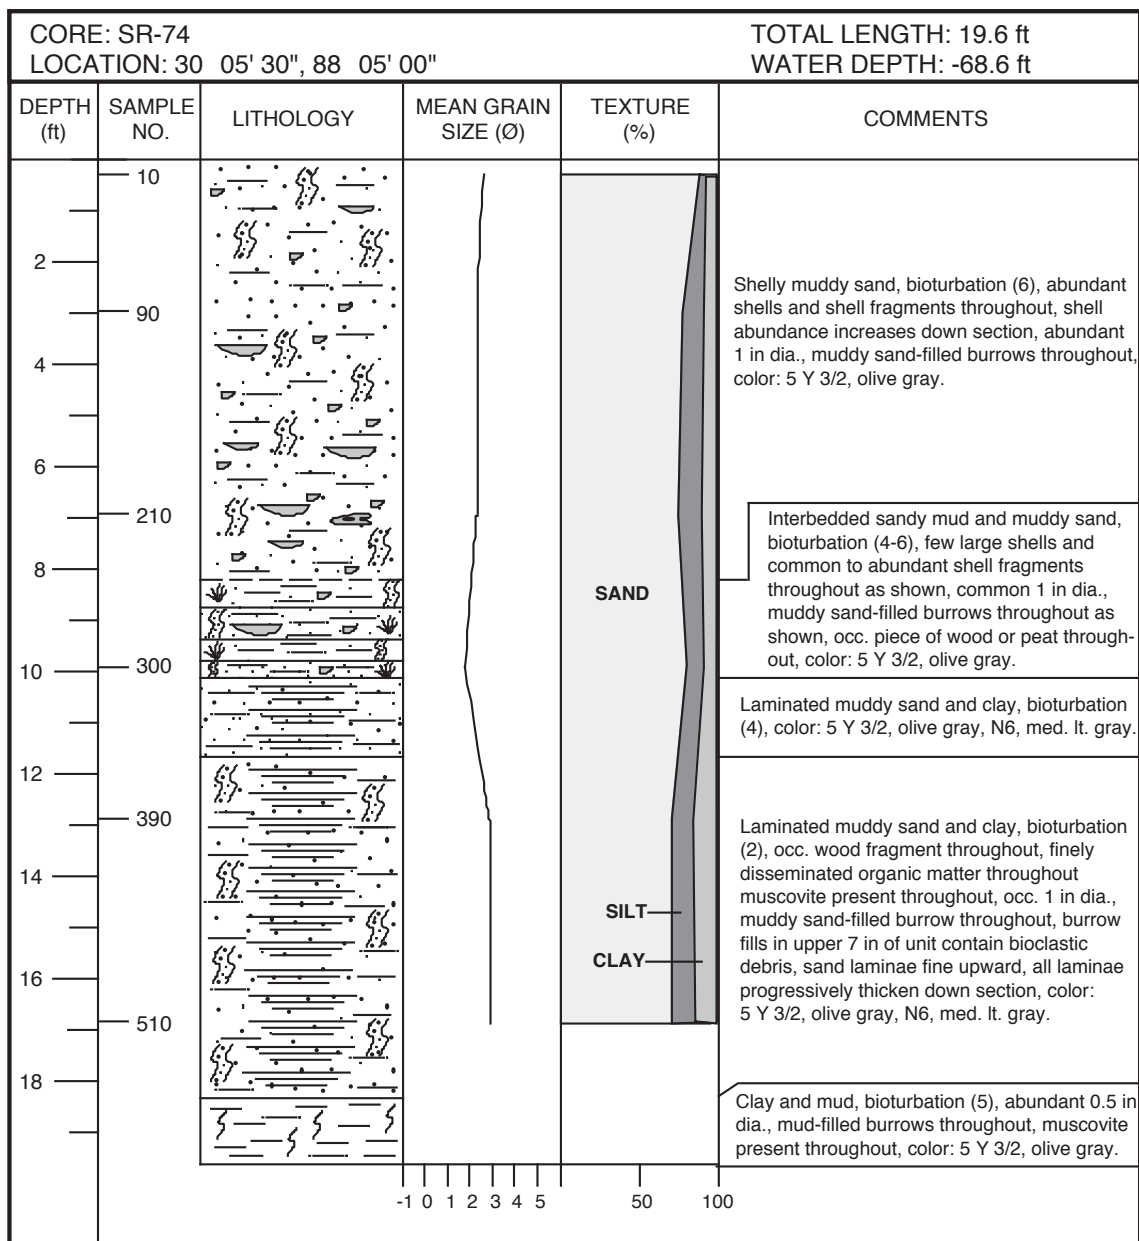 CORE: SR-74
LOCATION: 30 05' 30", 88 05' 00"
TOTAL LENGTH: 19.6 ft
WATER DEPTH: -68.6 ft
DEPTH
(ft)
SAMPLE
NO.
LITHOLOGY
MEAN GRAIN
SIZE (Ø)
TEXTURE
(%)
COMMENTS
10
2
90
4
6
210
8
10
300
12
390
14
16
510
18
SAND
SILT
CLAY
Shelly muddy sand, bioturbation (6), abundant
shells and shell fragments throughout, shell
abundance increases down section, abundant
1 in dia., muddy sand-filled burrows throughout,
color: 5 Y 3/2, olive gray.
Interbedded sandy mud and muddy sand,
bioturbation (4-6), few large shells and
common to abundant shell fragments
throughout as shown, common 1 in dia.,
muddy sand-filled burrows throughout as
shown, occ. piece of wood or peat through-
out, color: 5 Y 3/2, olive gray.
Laminated muddy sand and clay, bioturbation
(4), color: 5 Y 3/2, olive gray, N6, med. lt. gray.
Laminated muddy sand and clay, bioturbation
(2), occ. wood fragment throughout, finely
disseminated organic matter throughout
muscovite present throughout, occ. 1 in dia.,
muddy sand-filled burrow throughout, burrow
fills in upper 7 in of unit contain bioclastic
debris, sand laminae fine upward, all laminae
progressively thicken down section, color:
5 Y 3/2, olive gray, N6, med. lt. gray.
Clay and mud, bioturbation (5), abundant 0.5 in
dia., mud-filled burrows throughout, muscovite
present throughout, color: 5 Y 3/2, olive gray.
-1 0 1 2 3 4 5
50 100